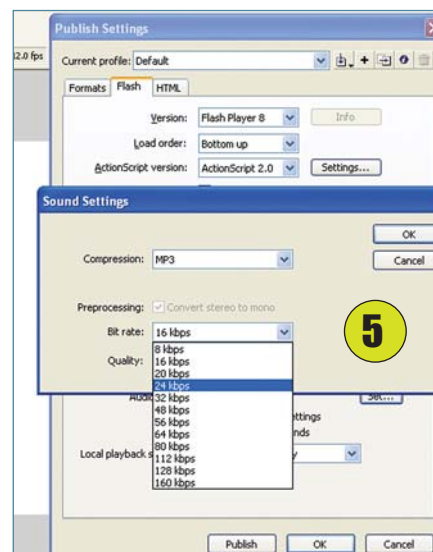 Publish Settings
2.0 fps
Current profile: Default
Formats Flash HTML
Version: Flash Player 8 Info
Load order: Bottom up
ActionScript version: ActionScript 2.0 Settings...
Sound Settings
OK
Compression: MP3
Cancel
Preprocessing: Convert stereo to mono
Bit rate: 16 kbps
5
8 kbps
Quality: 16 kbps
20 kbps
24 kbps
32 kbps
48 kbps
56 kbps
64 kbps
80 kbps
Local playback s
112 kbps
128 kbps
160 kbps
Publish OK Cancel